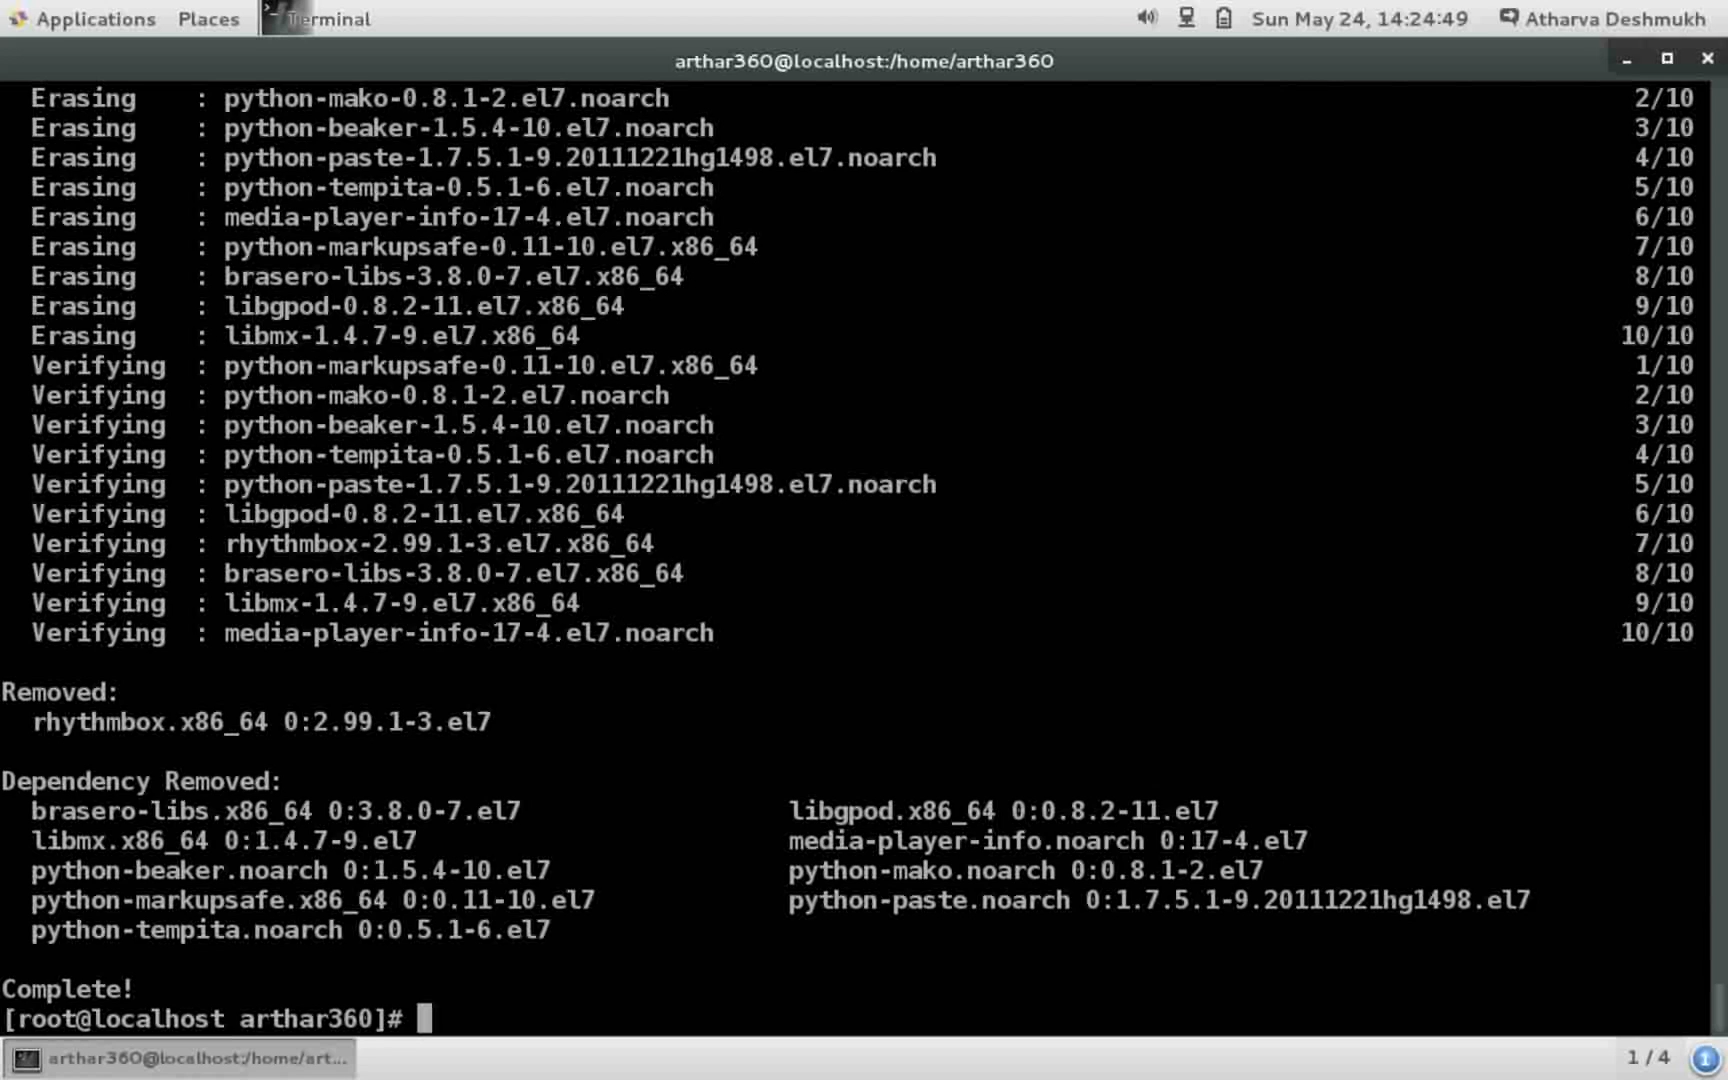 Applications Places Terminal Sun May 24, 14:24:49 Atharva Deshmukh
arthar360@localhost:/home/arthar360
Erasing : python-mako-0.8.1-2.el7.noarch 2/10
Erasing : python-beaker-1.5.4-10.el7.noarch 3/10
Erasing : python-paste-1.7.5.1-9.20111221hg1498.el7.noarch 4/10
Erasing : python-tempita-0.5.1-6.el7.noarch 5/10
Erasing : media-player-info-17-4.el7.noarch 6/10
Erasing : python-markupsafe-0.11-10.el7.x86_64 7/10
Erasing : brasero-libs-3.8.0-7.el7.x86_64 8/10
Erasing : libgpod-0.8.2-11.el7.x86_64 9/10
Erasing : libmx-1.4.7-9.el7.x86_64 10/10
Verifying : python-markupsafe-0.11-10.el7.x86_64 1/10
Verifying : python-mako-0.8.1-2.el7.noarch 2/10
Verifying : python-beaker-1.5.4-10.el7.noarch 3/10
Verifying : python-tempita-0.5.1-6.el7.noarch 4/10
Verifying : python-paste-1.7.5.1-9.20111221hg1498.el7.noarch 5/10
Verifying : libgpod-0.8.2-11.el7.x86_64 6/10
Verifying : rhythmbox-2.99.1-3.el7.x86_64 7/10
Verifying : brasero-libs-3.8.0-7.el7.x86_64 8/10
Verifying : libmx-1.4.7-9.el7.x86_64 9/10
Verifying : media-player-info-17-4.el7.noarch 10/10
Removed:
rhythmbox.x86_64 0:2.99.1-3.el7
Dependency Removed:
brasero-libs.x86_64 0:3.8.0-7.el7 libgpod.x86_64 0:0.8.2-11.el7
libmx.x86_64 0:1.4.7-9.el7 media-player-info.noarch 0:17-4.el7
python-beaker.noarch 0:1.5.4-10.el7 python-mako.noarch 0:0.8.1-2.el7
python-markupsafe.x86_64 0:0.11-10.el7 python-paste.noarch 0:1.7.5.1-9.20111221hg1498.el7
python-tempita.noarch 0:0.5.1-6.el7
Complete!
[root@localhost arthar360]#
arthar360@localhost:/home/art... 1 / 4 1